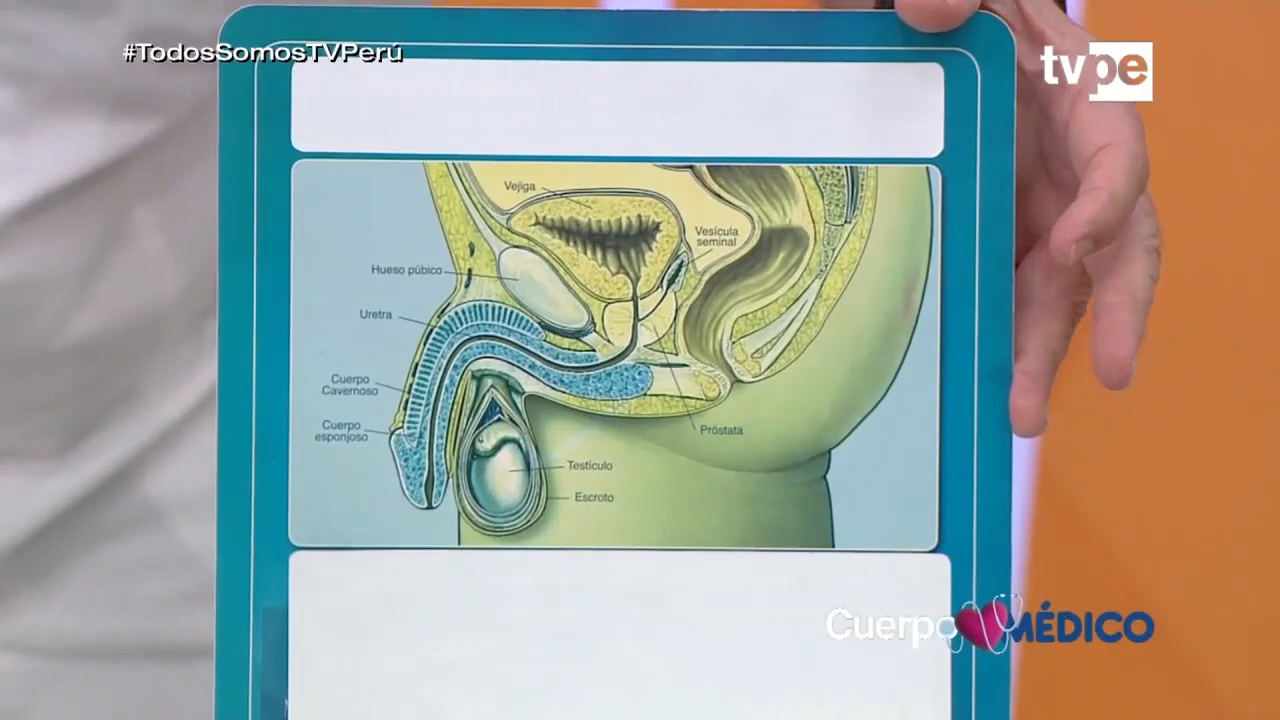 #TodosSomosTVPerú
tvpe
Vejiga
Vesícula
seminal
Hueso púbico
Uretra
Cuerpo
Cavernoso
Cuerpo
esponjoso
Próstata
Testículo
Escroto
Cuerpo MÉDICO